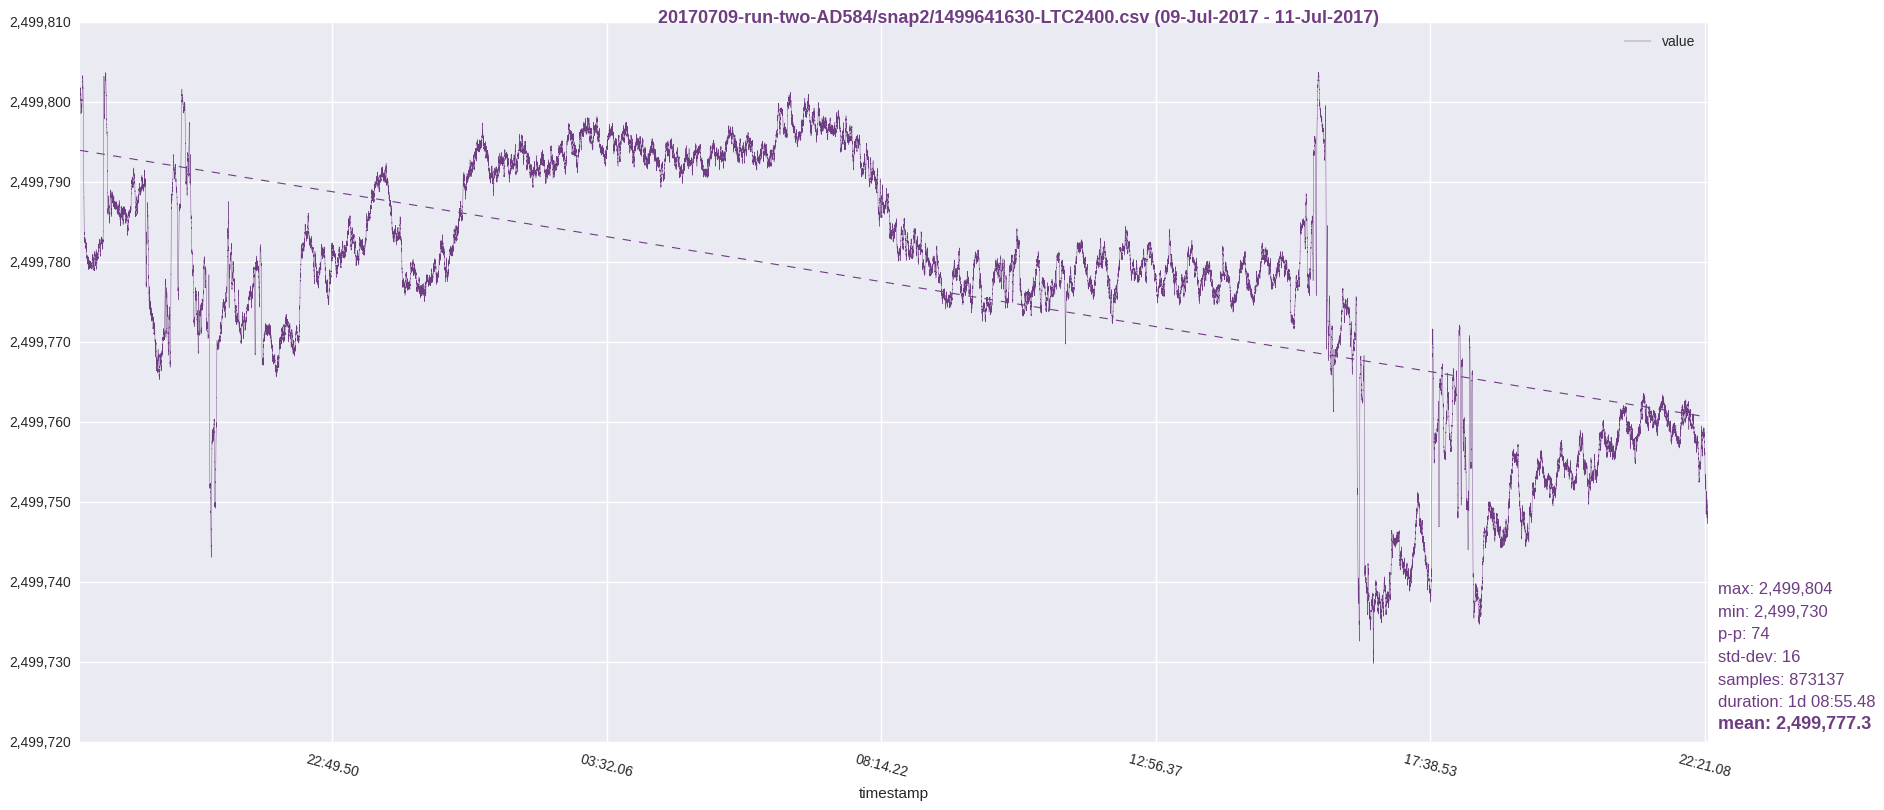 20170709-run-two-AD584/snap2/1499641630-LTC2400.csv (09-Jul-2017 - 11-Jul-2017)
value
2,499,810
2,499,800
2,499,790
2,499,780
2,499,770
2,499,760
2,499,750
2,499,740
2,499,730
2,499,720
max: 2,499,804
min: 2,499,730
p-p: 74
std-dev: 16
samples: 873137
duration: 1d 08:55.48
mean: 2,499,777.3
22:49.50
03:32.06
08:14.22
12:56.37
17:38.53
22:21.08
timestamp